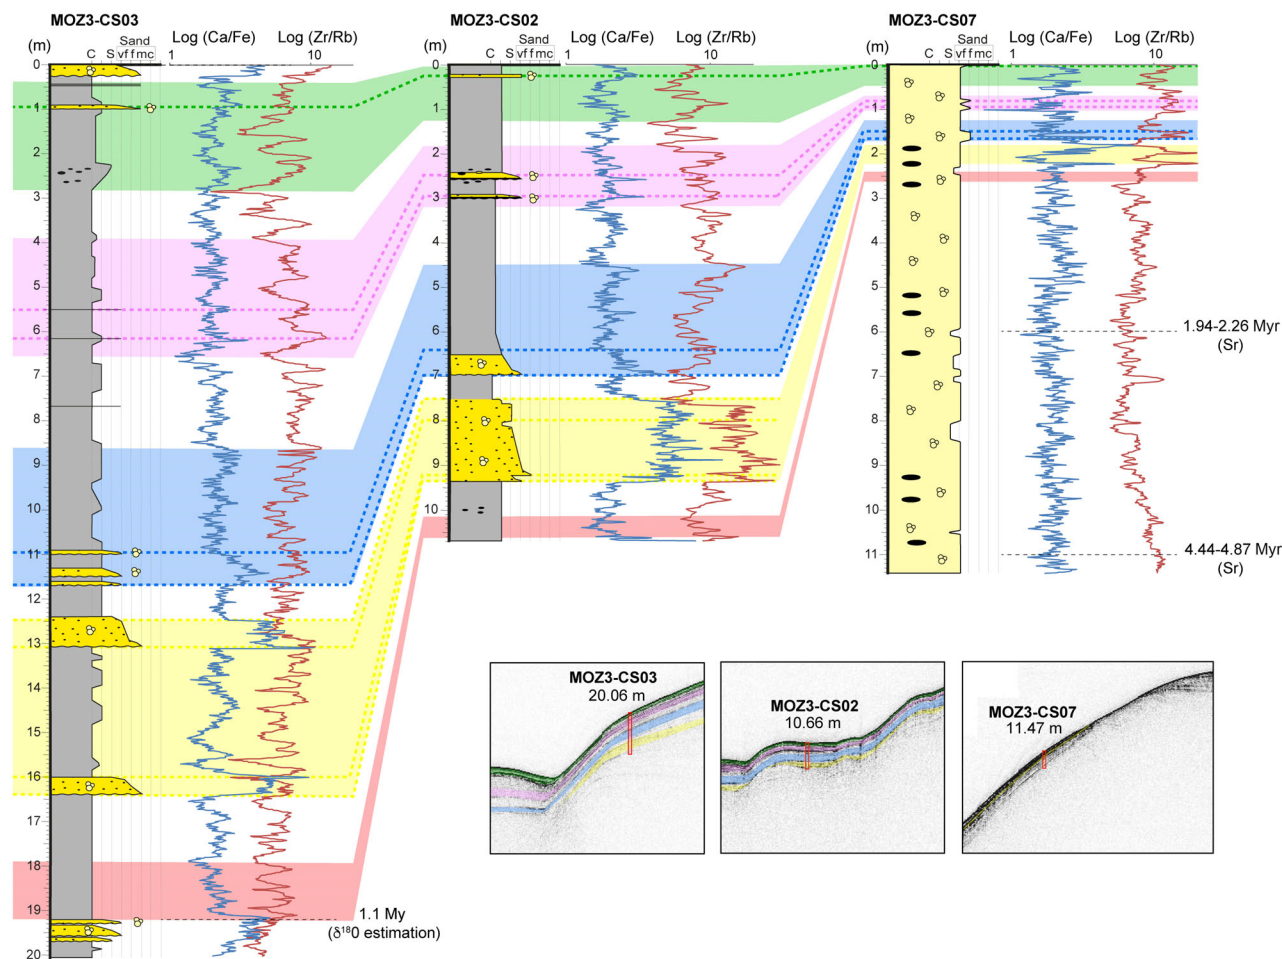 MOZ3-CS03
MOZ3-CS02
MOZ3-CS07
(m) Sand Log (Ca/Fe) Log (Zr/Rb)
C S vf f m c 1 10
(m) Sand Log (Ca/Fe) Log (Zr/Rb)
C S vf f m c 1 10
(m) Sand Log (Ca/Fe) Log (Zr/Rb)
C S vf f m c 1 10
0
1
2
3
4
5
6
7
8
9
10
11
12
13
14
15
16
17
18
19
20
0
1
2
3
4
5
6
7
8
9
10
0
1
2
3
4
5
6
7
8
9
10
11
1.94-2.26 Myr
(Sr)
4.44-4.87 Myr
(Sr)
1.1 My
(δ¹⁸0 estimation)
MOZ3-CS03
20.06 m
MOZ3-CS02
10.66 m
MOZ3-CS07
11.47 m